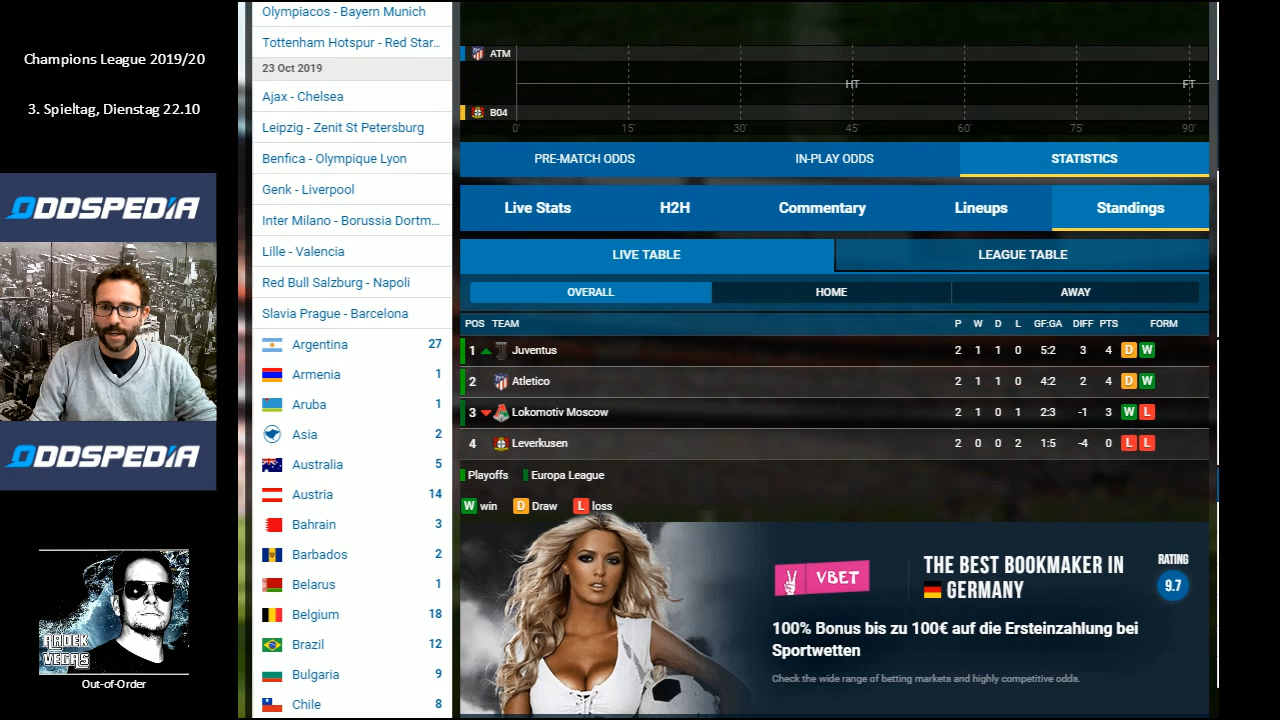 Champions League 2019/20
3. Spieltag, Dienstag 22.10
ODDSPEDIA
ODDSPEDIA
RADEK
VEGAS
Out-of-Order
Olympiacos - Bayern Munich
Tottenham Hotspur - Red Star...
23 Oct 2019
Ajax - Chelsea
Leipzig - Zenit St Petersburg
Benfica - Olympique Lyon
Genk - Liverpool
Inter Milano - Borussia Dortm...
Lille - Valencia
Red Bull Salzburg - Napoli
Slavia Prague - Barcelona
Argentina 27
Armenia 1
Aruba 1
Asia 2
Australia 5
Austria 14
Bahrain 3
Barbados 2
Belarus 1
Belgium 18
Brazil 12
Bulgaria 9
Chile 8
ATM
HT FT
B04
0' 15' 30' 45' 60' 75' 90'
PRE-MATCH ODDS IN-PLAY ODDS STATISTICS
Live Stats H2H Commentary Lineups Standings
LIVE TABLE LEAGUE TABLE
OVERALL HOME AWAY
POS TEAM P W D L GF:GA DIFF PTS FORM
1 Juventus 2 1 1 0 5:2 3 4 D W
2 Atletico 2 1 1 0 4:2 2 4 D W
3 Lokomotiv Moscow 2 1 0 1 2:3 -1 3 W L
4 Leverkusen 2 0 0 2 1:5 -4 0 L L
Playoffs Europa League
W win D Draw L loss
VBET
THE BEST BOOKMAKER IN
GERMANY
RATING
9.7
100% Bonus bis zu 100€ auf die Ersteinzahlung bei
Sportwetten
Check the wide range of betting markets and highly competitive odds.